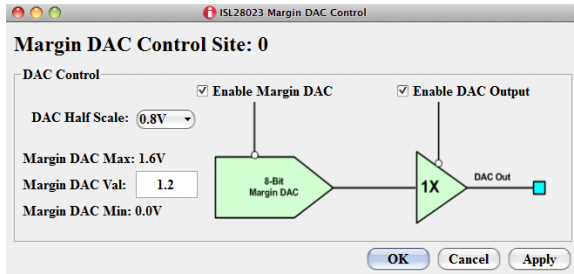 ISL28023 Margin DAC Control
Margin DAC Control Site: 0
DAC Control
Enable Margin DAC
Enable DAC Output
DAC Half Scale: 0.8V
Margin DAC Max: 1.6V
Margin DAC Val: 1.2
Margin DAC Min: 0.0V
8-Bit
Margin DAC
1X
DAC Out
OK Cancel Apply